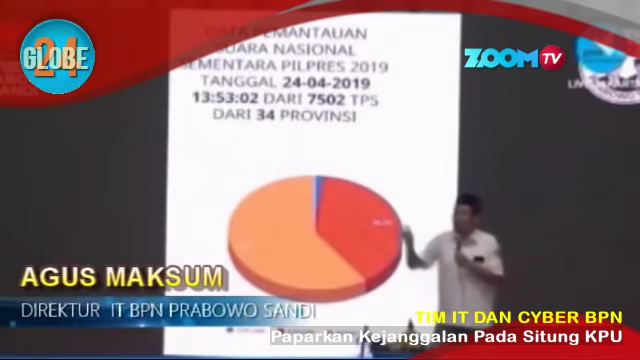 24
GLOBE
ZOOM TV
DATA PEMANTAUAN
SUARA NASIONAL
SEMENTARA PILPRES 2019
TANGGAL 24-04-2019
13:53:02 DARI 7502 TPS
DARI 34 PROVINSI
AGUS MAKSUM
DIREKTUR IT BPN PRABOWO SANDI
TIM IT DAN CYBER BPN
Paparkan Kejanggalan Pada Situng KPU